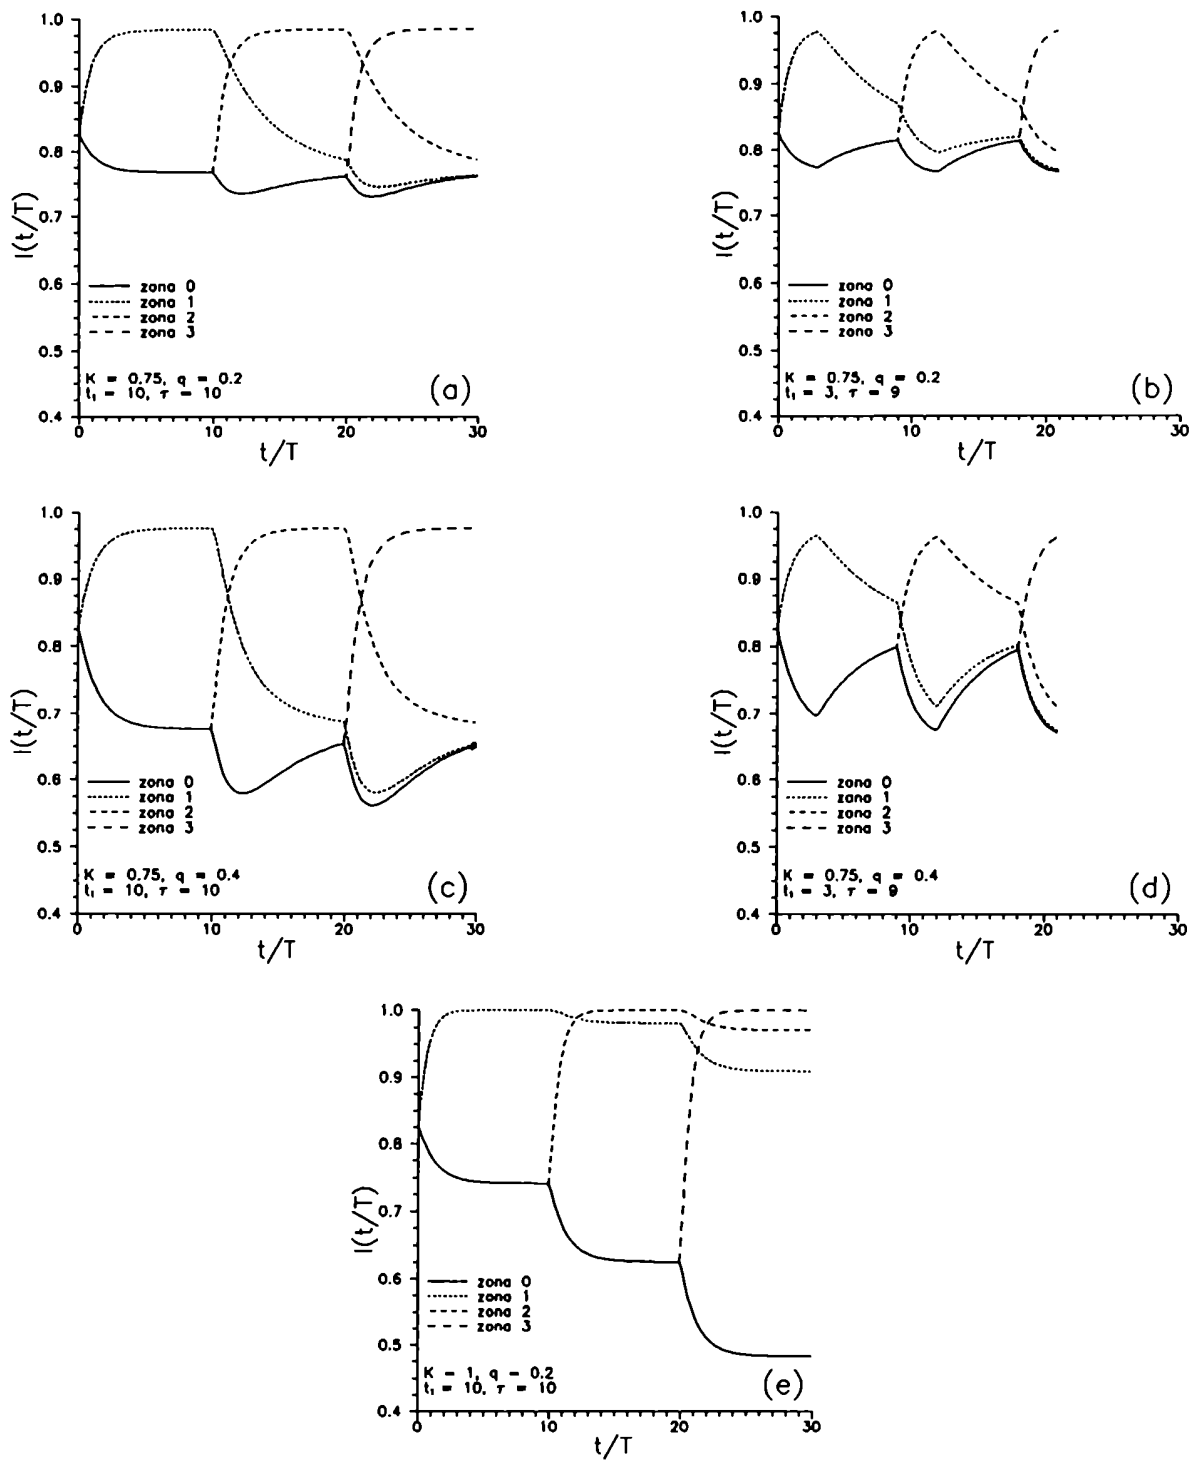 1.0
0.9
0.8
0.7
0.6
0.5
0.4
I(t/T)
zona 0
zona 1
zona 2
zona 3
K = 0.75, q = 0.2
t₁ = 10, τ = 10
(a)
0 10 20 30
t/T
1.0
0.9
0.8
0.7
0.6
0.5
0.4
I(t/T)
zona 0
zona 1
zona 2
zona 3
K = 0.75, q = 0.2
t₁ = 3, τ = 9
(b)
0 10 20 30
t/T
1.0
0.9
0.8
0.7
0.6
0.5
0.4
I(t/T)
zona 0
zona 1
zona 2
zona 3
K = 0.75, q = 0.4
t₁ = 10, τ = 10
(c)
0 10 20 30
t/T
1.0
0.9
0.8
0.7
0.6
0.5
0.4
I(t/T)
zona 0
zona 1
zona 2
zona 3
K = 0.75, q = 0.4
t₁ = 3, τ = 9
(d)
0 10 20 30
t/T
1.0
0.9
0.8
0.7
0.6
0.5
0.4
I(t/T)
zona 0
zona 1
zona 2
zona 3
K = 1, q = 0.2
t₁ = 10, τ = 10
(e)
0 10 20 30
t/T